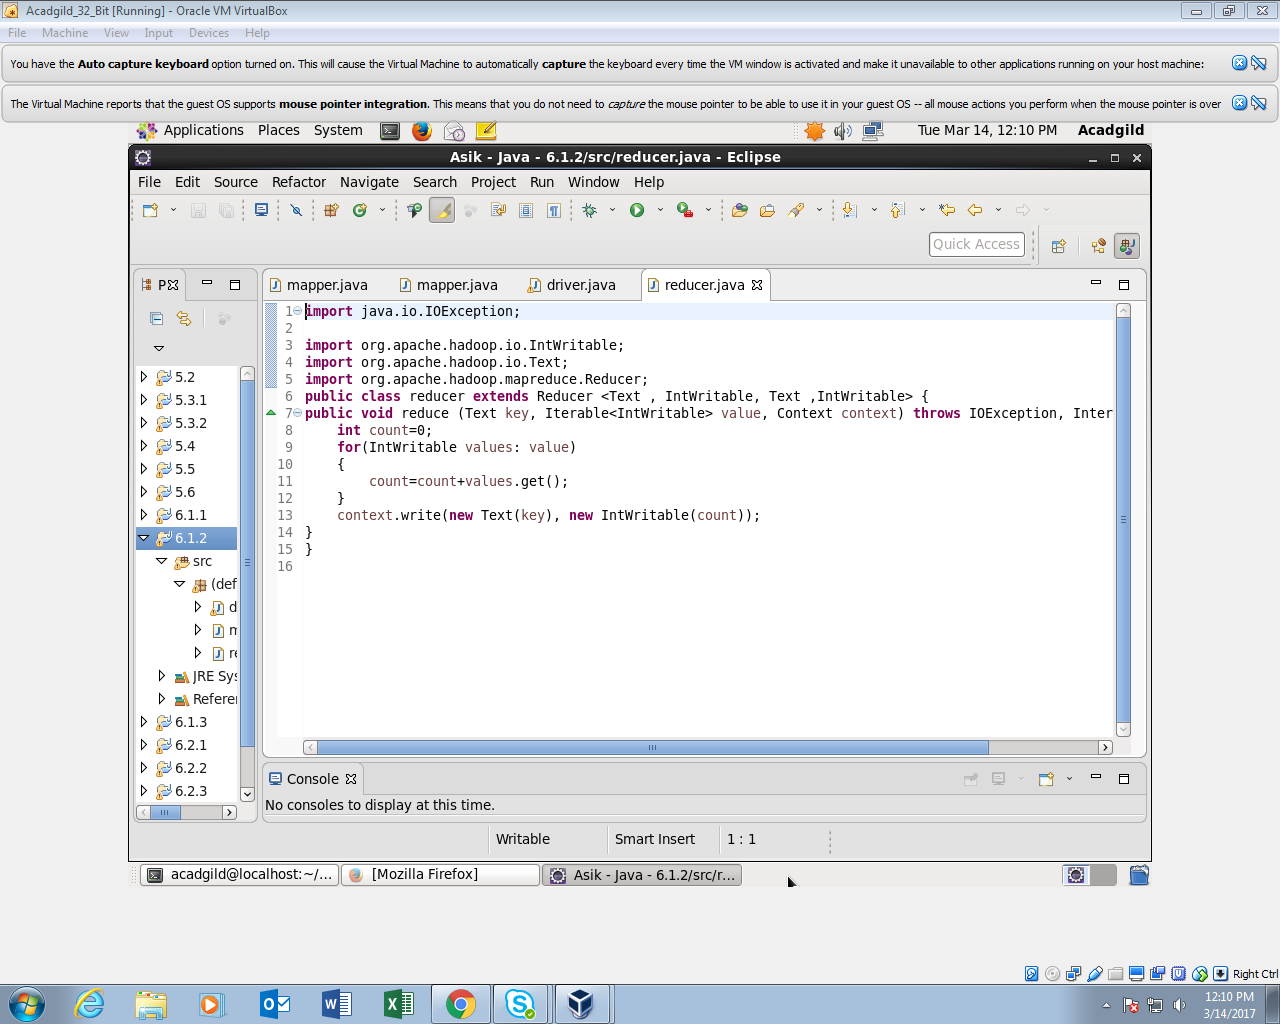 Acadgild_32_Bit [Running] - Oracle VM VirtualBox
File Machine View Input Devices Help
You have the Auto capture keyboard option turned on. This will cause the Virtual Machine to automatically capture the keyboard every time the VM window is activated and make it unavailable to other applications running on your host machine:
The Virtual Machine reports that the guest OS supports mouse pointer integration. This means that you do not need to capture the mouse pointer to be able to use it in your guest OS -- all mouse actions you perform when the mouse pointer is over
Applications Places System Tue Mar 14, 12:10 PM Acadgild
Asik - Java - 6.1.2/src/reducer.java - Eclipse
File Edit Source Refactor Navigate Search Project Run Window Help
Quick Access
P mapper.java mapper.java driver.java reducer.java
1 import java.io.IOException;
2
3 import org.apache.hadoop.io.IntWritable;
4 import org.apache.hadoop.io.Text;
5 import org.apache.hadoop.mapreduce.Reducer;
6 public class reducer extends Reducer <Text , IntWritable, Text ,IntWritable> {
7 public void reduce (Text key, Iterable<IntWritable> value, Context context) throws IOException, Inter
8 int count=0;
9 for(IntWritable values: value)
10 {
11 count=count+values.get();
12 }
13 context.write(new Text(key), new IntWritable(count));
14 }
15 }
16
5.2
5.3.1
5.3.2
5.4
5.5
5.6
6.1.1
6.1.2
src
(def
d
m
re
JRE Sys
Referen
6.1.3
6.2.1
6.2.2
6.2.3
Console
No consoles to display at this time.
Writable Smart Insert 1 : 1
acadgild@localhost:~/... [Mozilla Firefox] Asik - Java - 6.1.2/src/r...
Right Ctrl
12:10 PM
3/14/2017